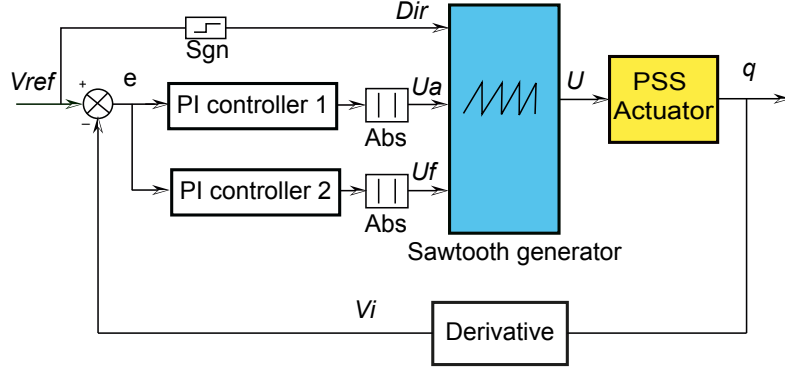 Dir
Sgn
Vref
+
e
−
PI controller 1
Ua
Abs
PI controller 2
Uf
Abs
Sawtooth generator
U
PSS
Actuator
q
Vi
Derivative